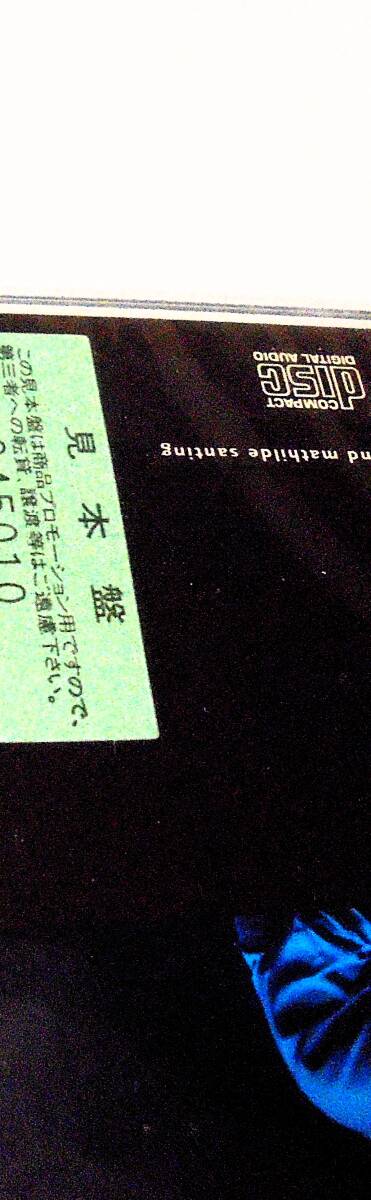 見本盤
この見本盤は商品プロモーション用ですので、
第三者への転貸、譲渡等はご遠慮下さい。
45010
COMPACT
disc
DIGITAL AUDIO
mathilde santing